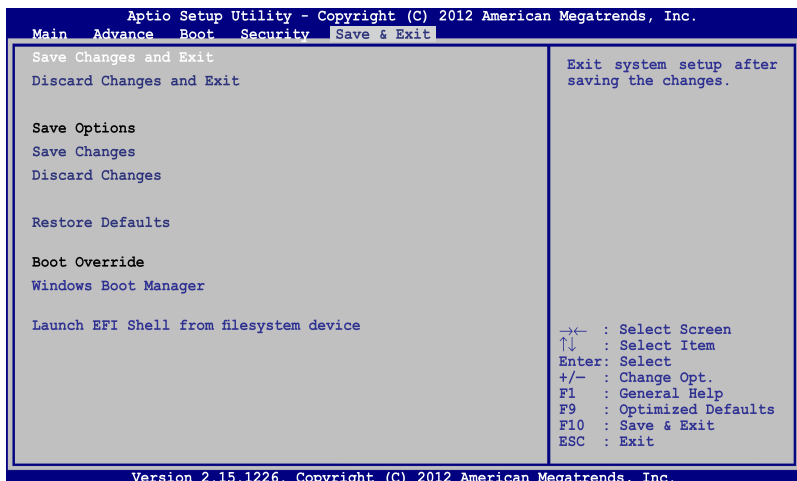 Aptio Setup Utility - Copyright (C) 2012 American Megatrends, Inc.
Main Advance Boot Security Save & Exit
Save Changes and Exit
Discard Changes and Exit
Save Options
Save Changes
Discard Changes
Restore Defaults
Boot Override
Windows Boot Manager
Launch EFI Shell from filesystem device
Exit system setup after
saving the changes.
→← : Select Screen
↑↓ : Select Item
Enter: Select
+/— : Change Opt.
F1 : General Help
F9 : Optimized Defaults
F10 : Save & Exit
ESC : Exit
Version 2.15.1226. Copyright (C) 2012 American Megatrends, Inc.